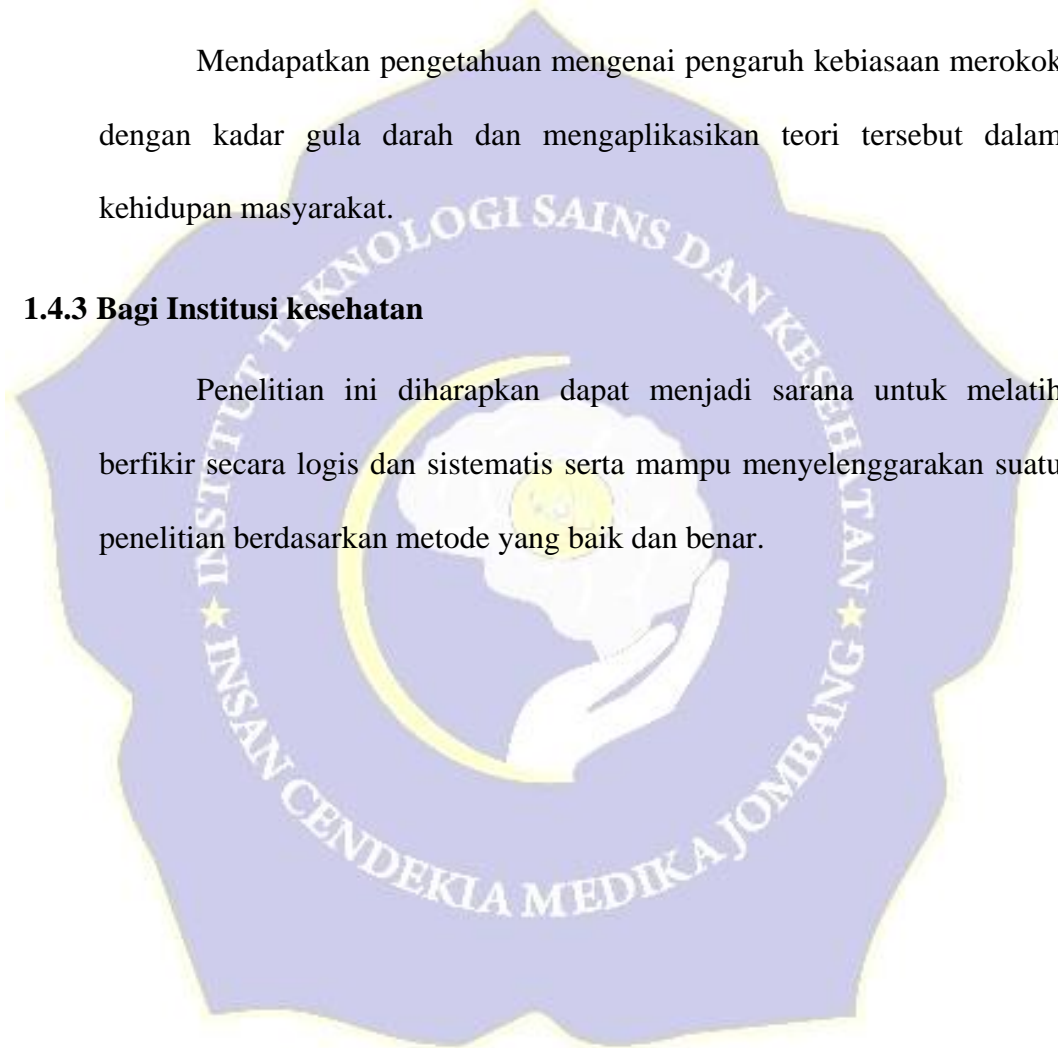 Mendapatkan pengetahuan mengenai pengaruh kebiasaan merokok
dengan kadar gula darah dan mengaplikasikan teori tersebut dalam
kehidupan masyarakat.
1.4.3 Bagi Institusi kesehatan
Penelitian ini diharapkan dapat menjadi sarana untuk melatih
berfikir secara logis dan sistematis serta mampu menyelenggarakan suatu
penelitian berdasarkan metode yang baik dan benar.
INSTITUT TEKNOLOGI SAINS DAN KESEHATAN
INSAN CENDEKIA MEDIKA JOMBANG